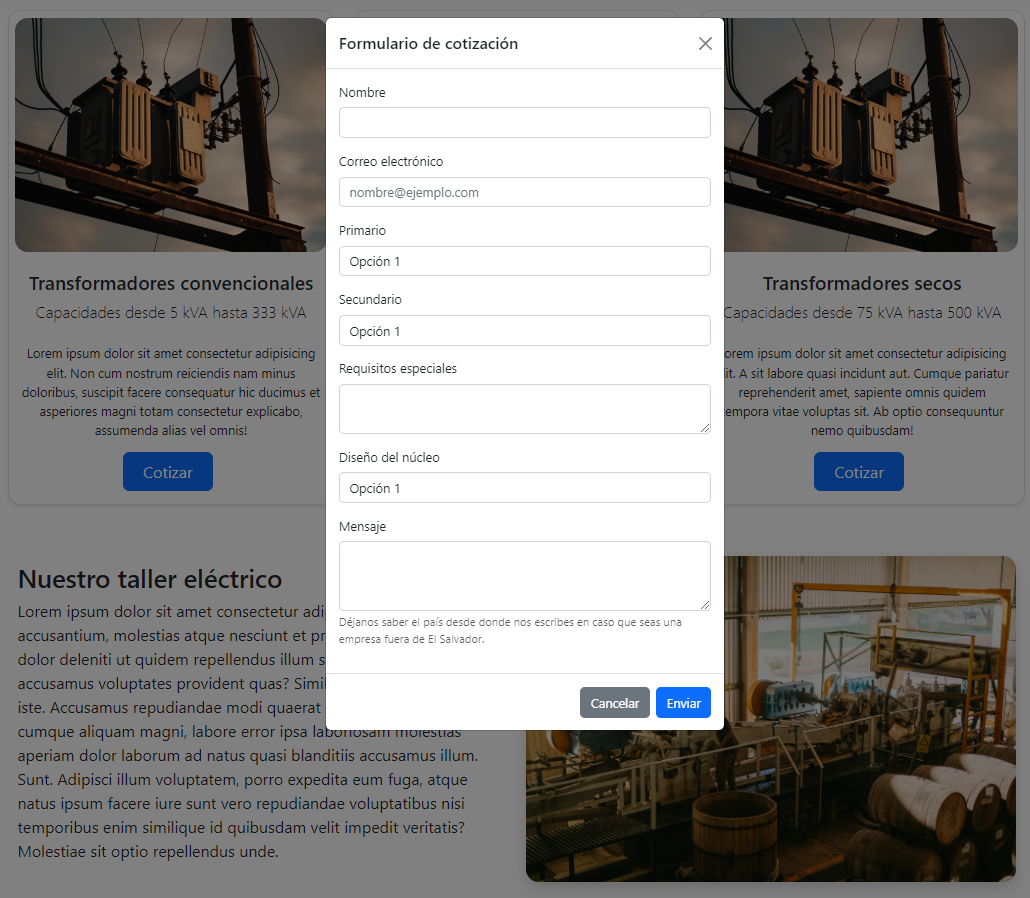 Formulario de cotización
Nombre
Correo electrónico
nombre@ejemplo.com
Primario
Opción 1
Secundario
Opción 1
Requisitos especiales
Diseño del núcleo
Opción 1
Mensaje
Déjanos saber el país desde donde nos escribes en caso que seas una
empresa fuera de El Salvador.
Cancelar
Enviar
Transformadores convencionales
Capacidades desde 5 kVA hasta 333 kVA
Lorem ipsum dolor sit amet consectetur adipisicing
elit. Non cum nostrum reiciendis nam minus
doloribus, suscipit facere consequatur hic ducimus et
asperiores magni totam consectetur explicabo,
assumenda alias vel omnis!
Cotizar
Transformadores secos
Capacidades desde 75 kVA hasta 500 kVA
orem ipsum dolor sit amet consectetur adipisicing
lit. A sit labore quasi incidunt aut. Cumque pariatur
reprehenderit amet, sapiente omnis quidem
tempora vitae voluptas sit. Ab optio consequuntur
nemo quibusdam!
Cotizar
Nuestro taller eléctrico
Lorem ipsum dolor sit amet consectetur adi
accusantium, molestias atque nesciunt et pr
dolor deleniti ut quidem repellendus illum s
accusamus voluptates provident quas? Simil
iste. Accusamus repudiandae modi quaerat
cumque aliquam magni, labore error ipsa laboriosam molestias
aperiam dolor laborum ad natus quasi blanditiis accusamus illum.
Sunt. Adipisci illum voluptatem, porro expedita eum fuga, atque
natus ipsum facere iure sunt vero repudiandae voluptatibus nisi
temporibus enim similique id quibusdam velit impedit veritatis?
Molestiae sit optio repellendus unde.